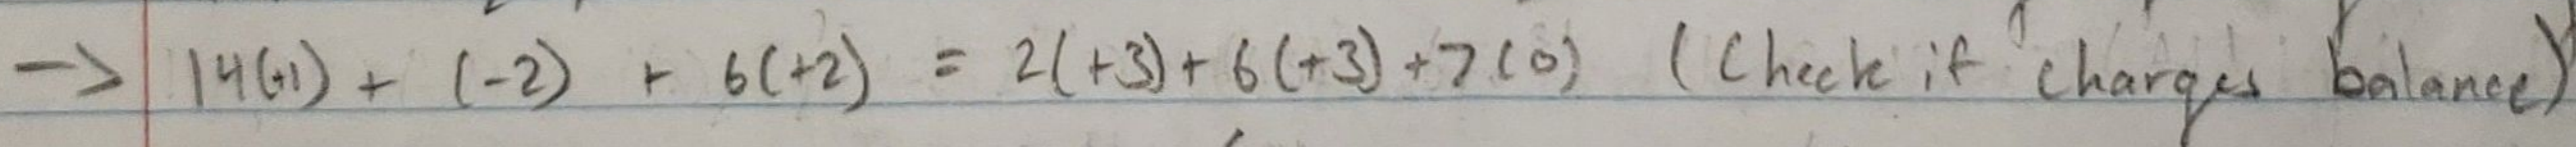 → 14(+1) + (-2) + 6(+2) = 2(+3) + 6(+3) + 7(0) (Check if charges balance)